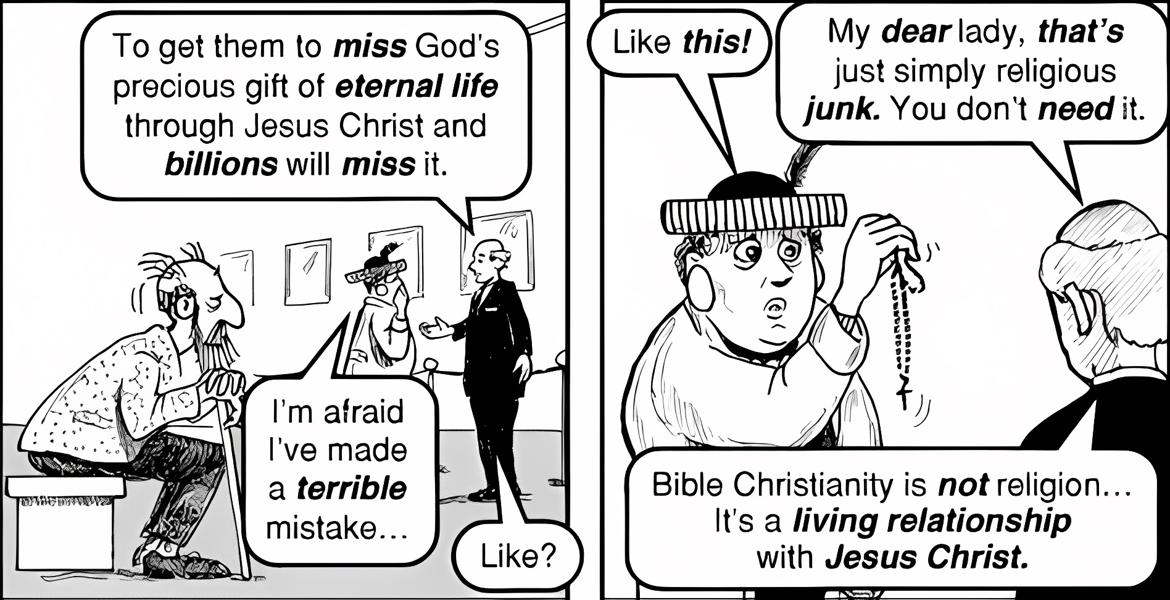 To get them to miss God's
precious gift of eternal life
through Jesus Christ and
billions will miss it.
I'm afraid
I've made
a terrible
mistake...
Like?
Like this!
My dear lady, that's
just simply religious
junk. You don't need it.
Bible Christianity is not religion...
It's a living relationship
with Jesus Christ.